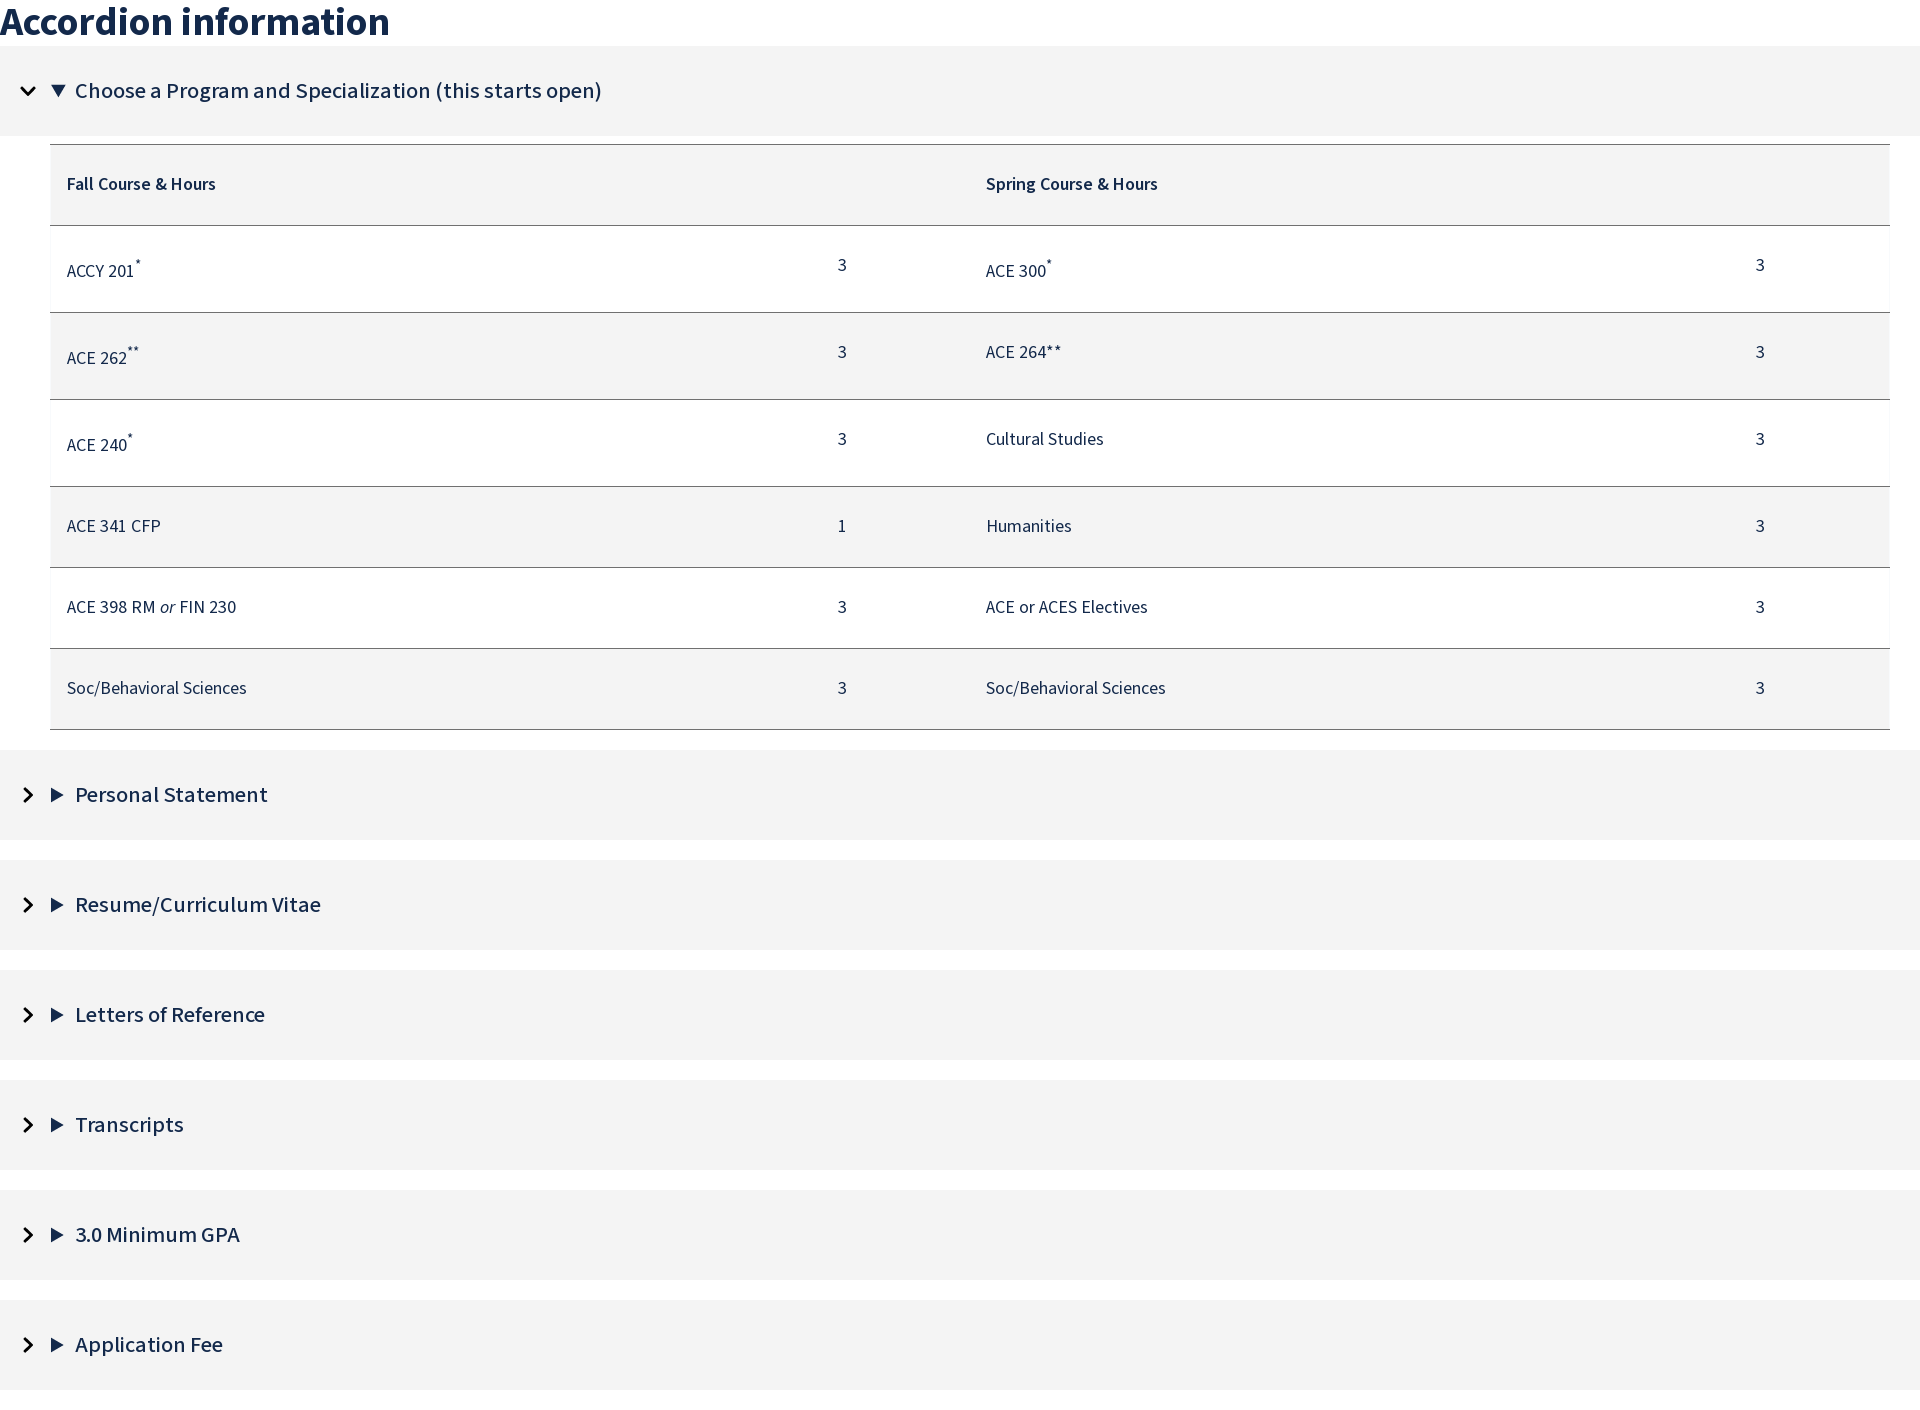 Accordion information
Choose a Program and Specialization (this starts open)
Fall Course & Hours Spring Course & Hours
ACCY 201* 3 ACE 300* 3
ACE 262** 3 ACE 264** 3
ACE 240* 3 Cultural Studies 3
ACE 341 CFP 1 Humanities 3
ACE 398 RM or FIN 230 3 ACE or ACES Electives 3
Soc/Behavioral Sciences 3 Soc/Behavioral Sciences 3
Personal Statement
Resume/Curriculum Vitae
Letters of Reference
Transcripts
3.0 Minimum GPA
Application Fee